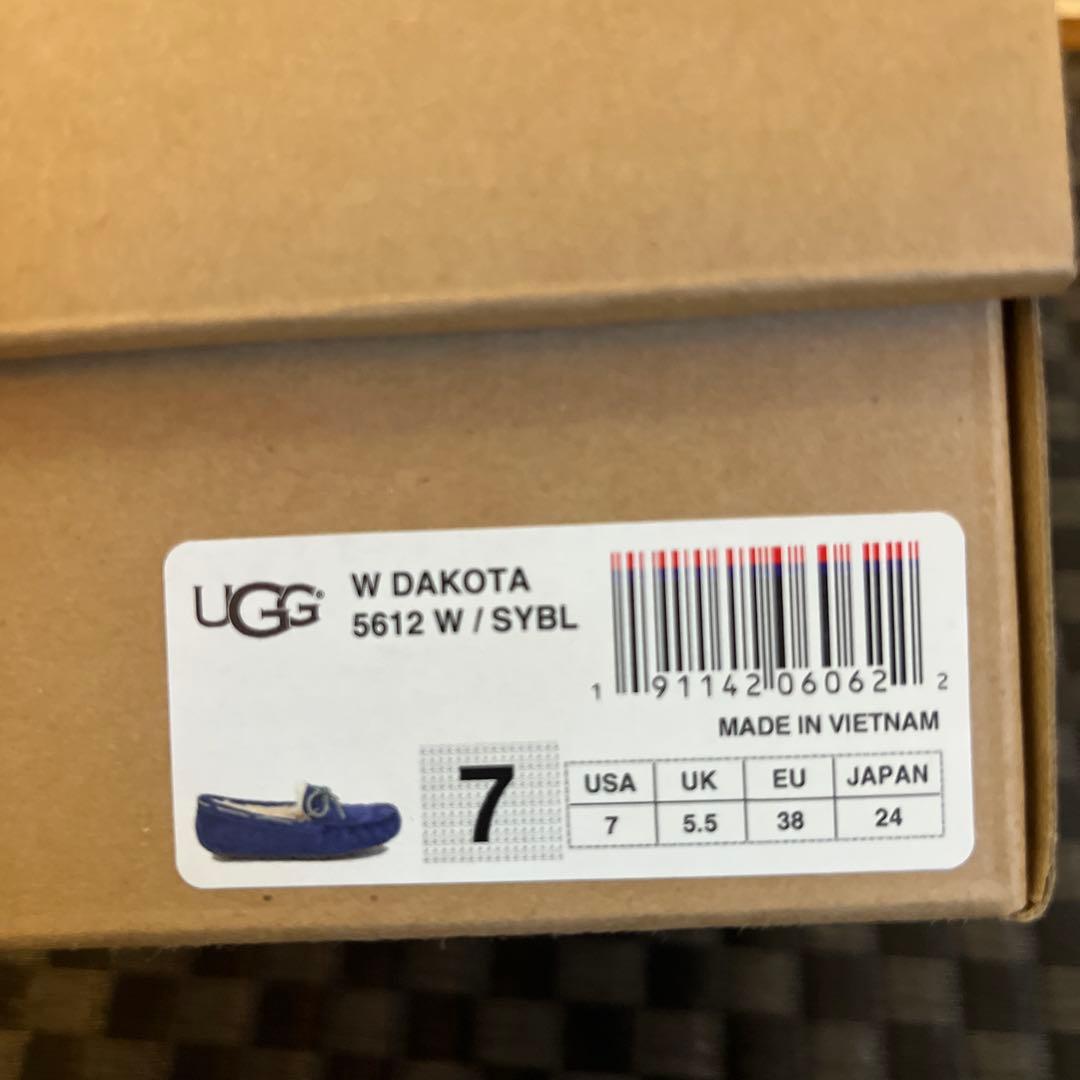 UGG®
W DAKOTA
5612 W / SYBL
1 91142 06062 2
MADE IN VIETNAM
7
USA UK EU JAPAN
7 5.5 38 24